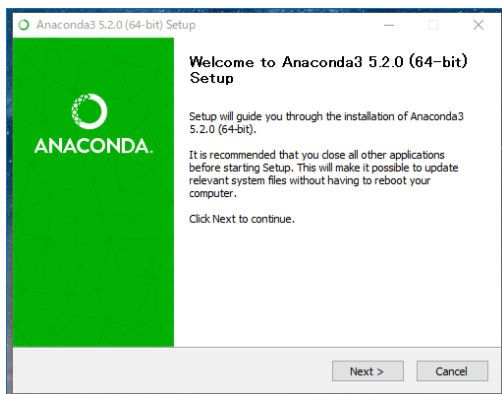 Anaconda3 5.2.0 (64-bit) Setup
ANACONDA.
Welcome to Anaconda3 5.2.0 (64-bit)
Setup
Setup will guide you through the installation of Anaconda3
5.2.0 (64-bit).
It is recommended that you close all other applications
before starting Setup. This will make it possible to update
relevant system files without having to reboot your
computer.
Click Next to continue.
Next >
Cancel